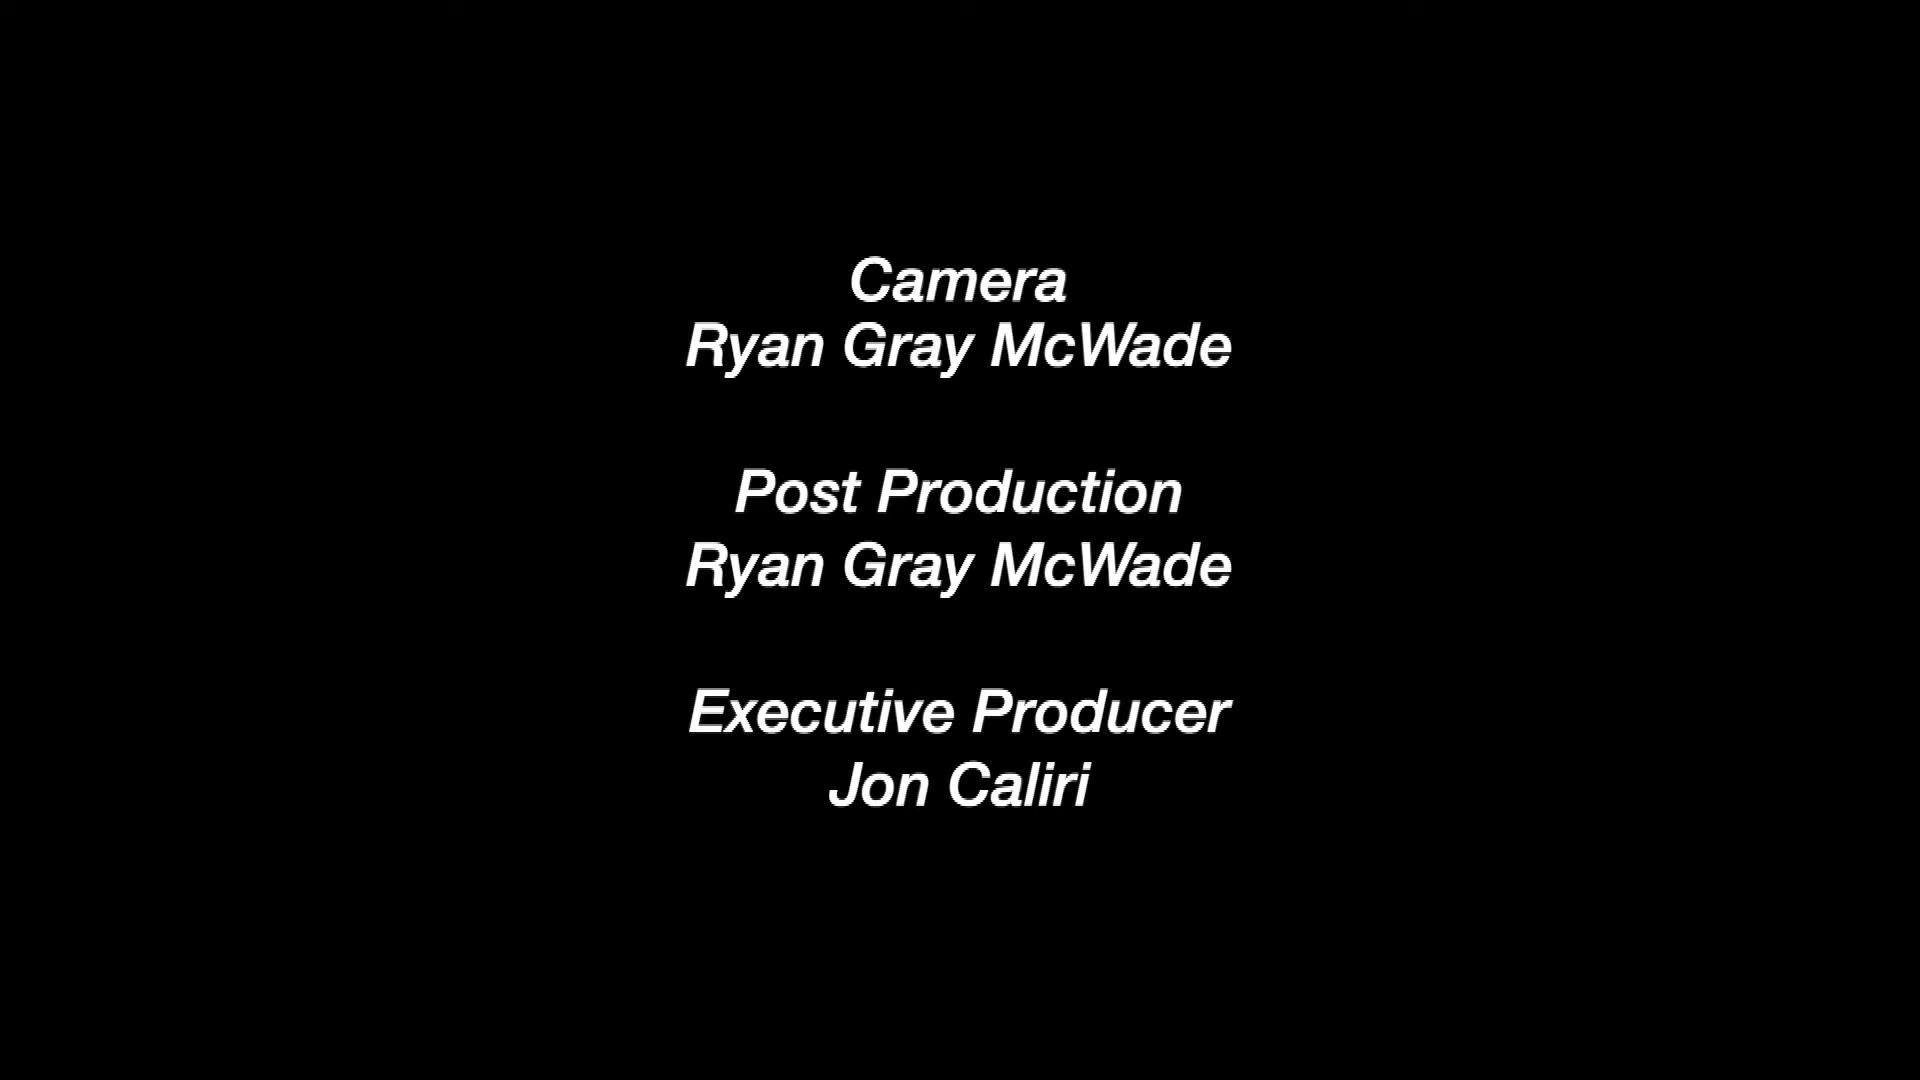 Camera
Ryan Gray McWade
Post Production
Ryan Gray McWade
Executive Producer
Jon Caliri